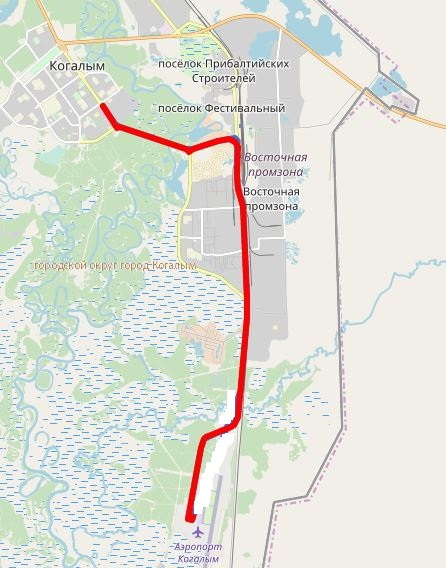 посёлок Прибалтийских
Строителей
Когалым
посёлок Фестивальный
Восточная
промзона
Восточная
промзона
городской округ город Когалым
Аэропорт
Когалым